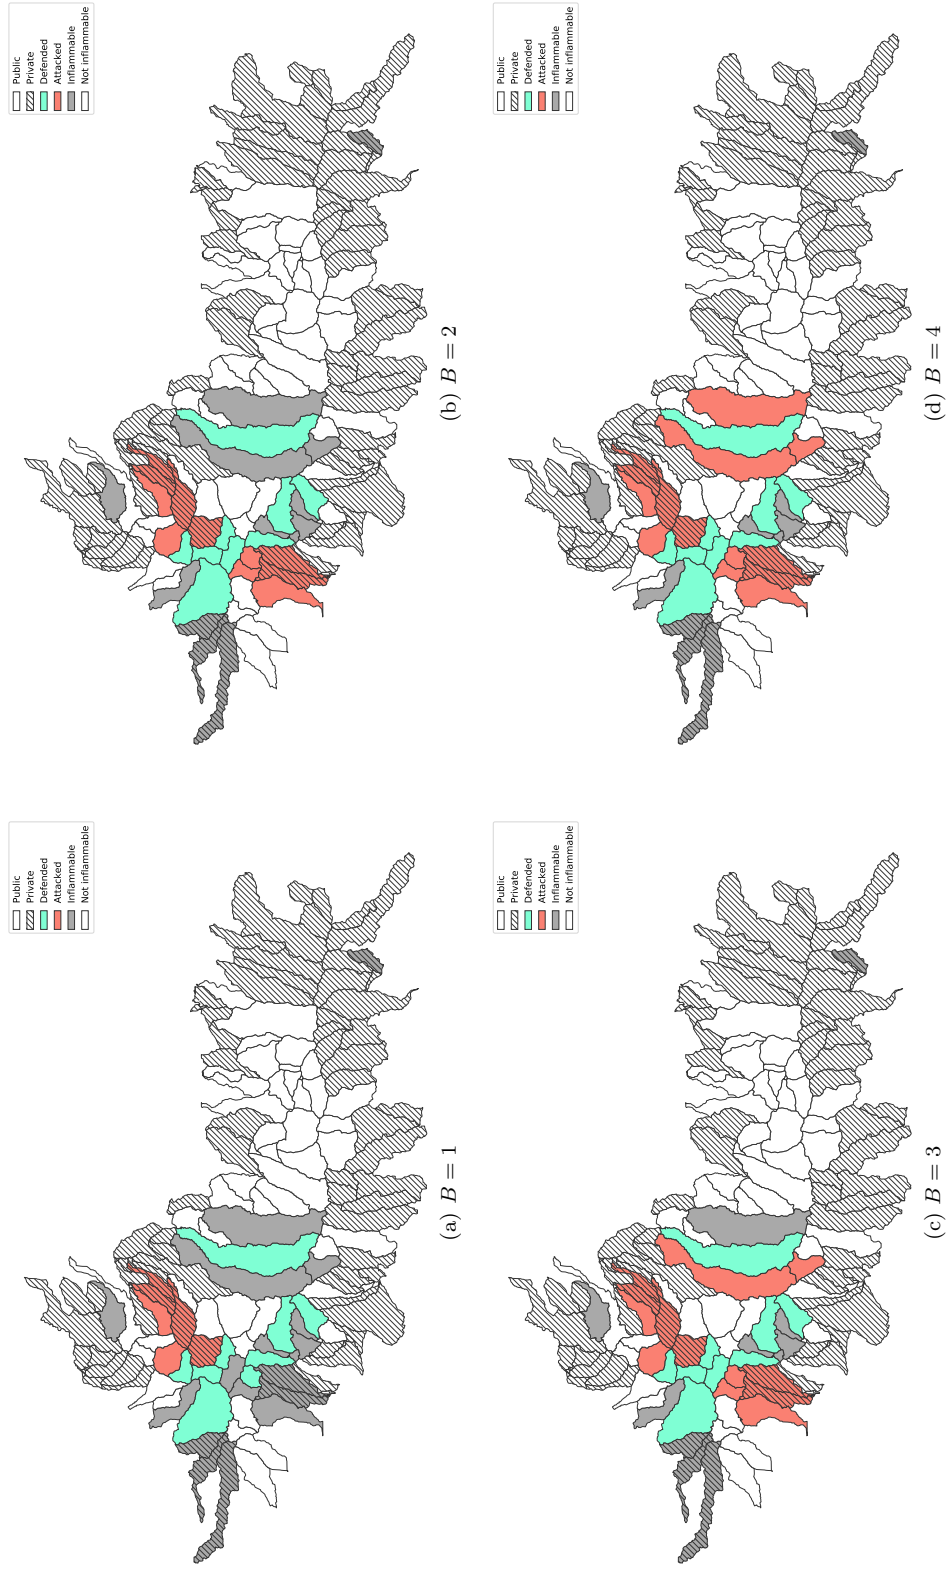 Public
Private
Defended
Attacked
Inflammable
Not inflammable
(a) B = 1
Public
Private
Defended
Attacked
Inflammable
Not inflammable
(b) B = 2
Public
Private
Defended
Attacked
Inflammable
Not inflammable
(c) B = 3
Public
Private
Defended
Attacked
Inflammable
Not inflammable
(d) B = 4